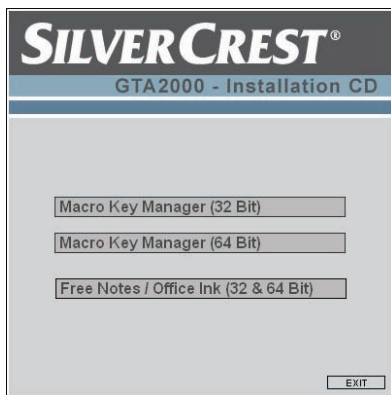 SILVERCREST®
GTA2000 - Installation CD
Macro Key Manager (32 Bit)
Macro Key Manager (64 Bit)
Free Notes / Office Ink (32 & 64 Bit)
EXIT